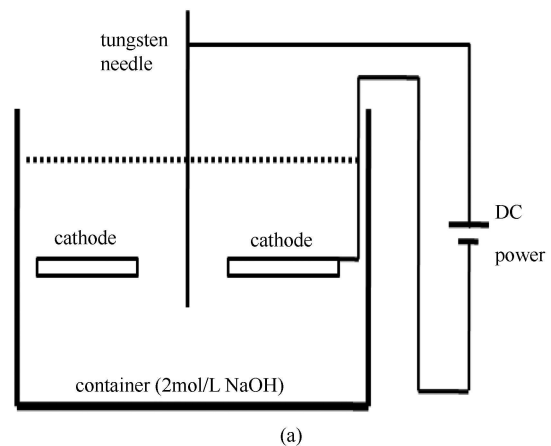 tungsten
needle
cathode
cathode
DC
power
container (2mol/L NaOH)
(a)